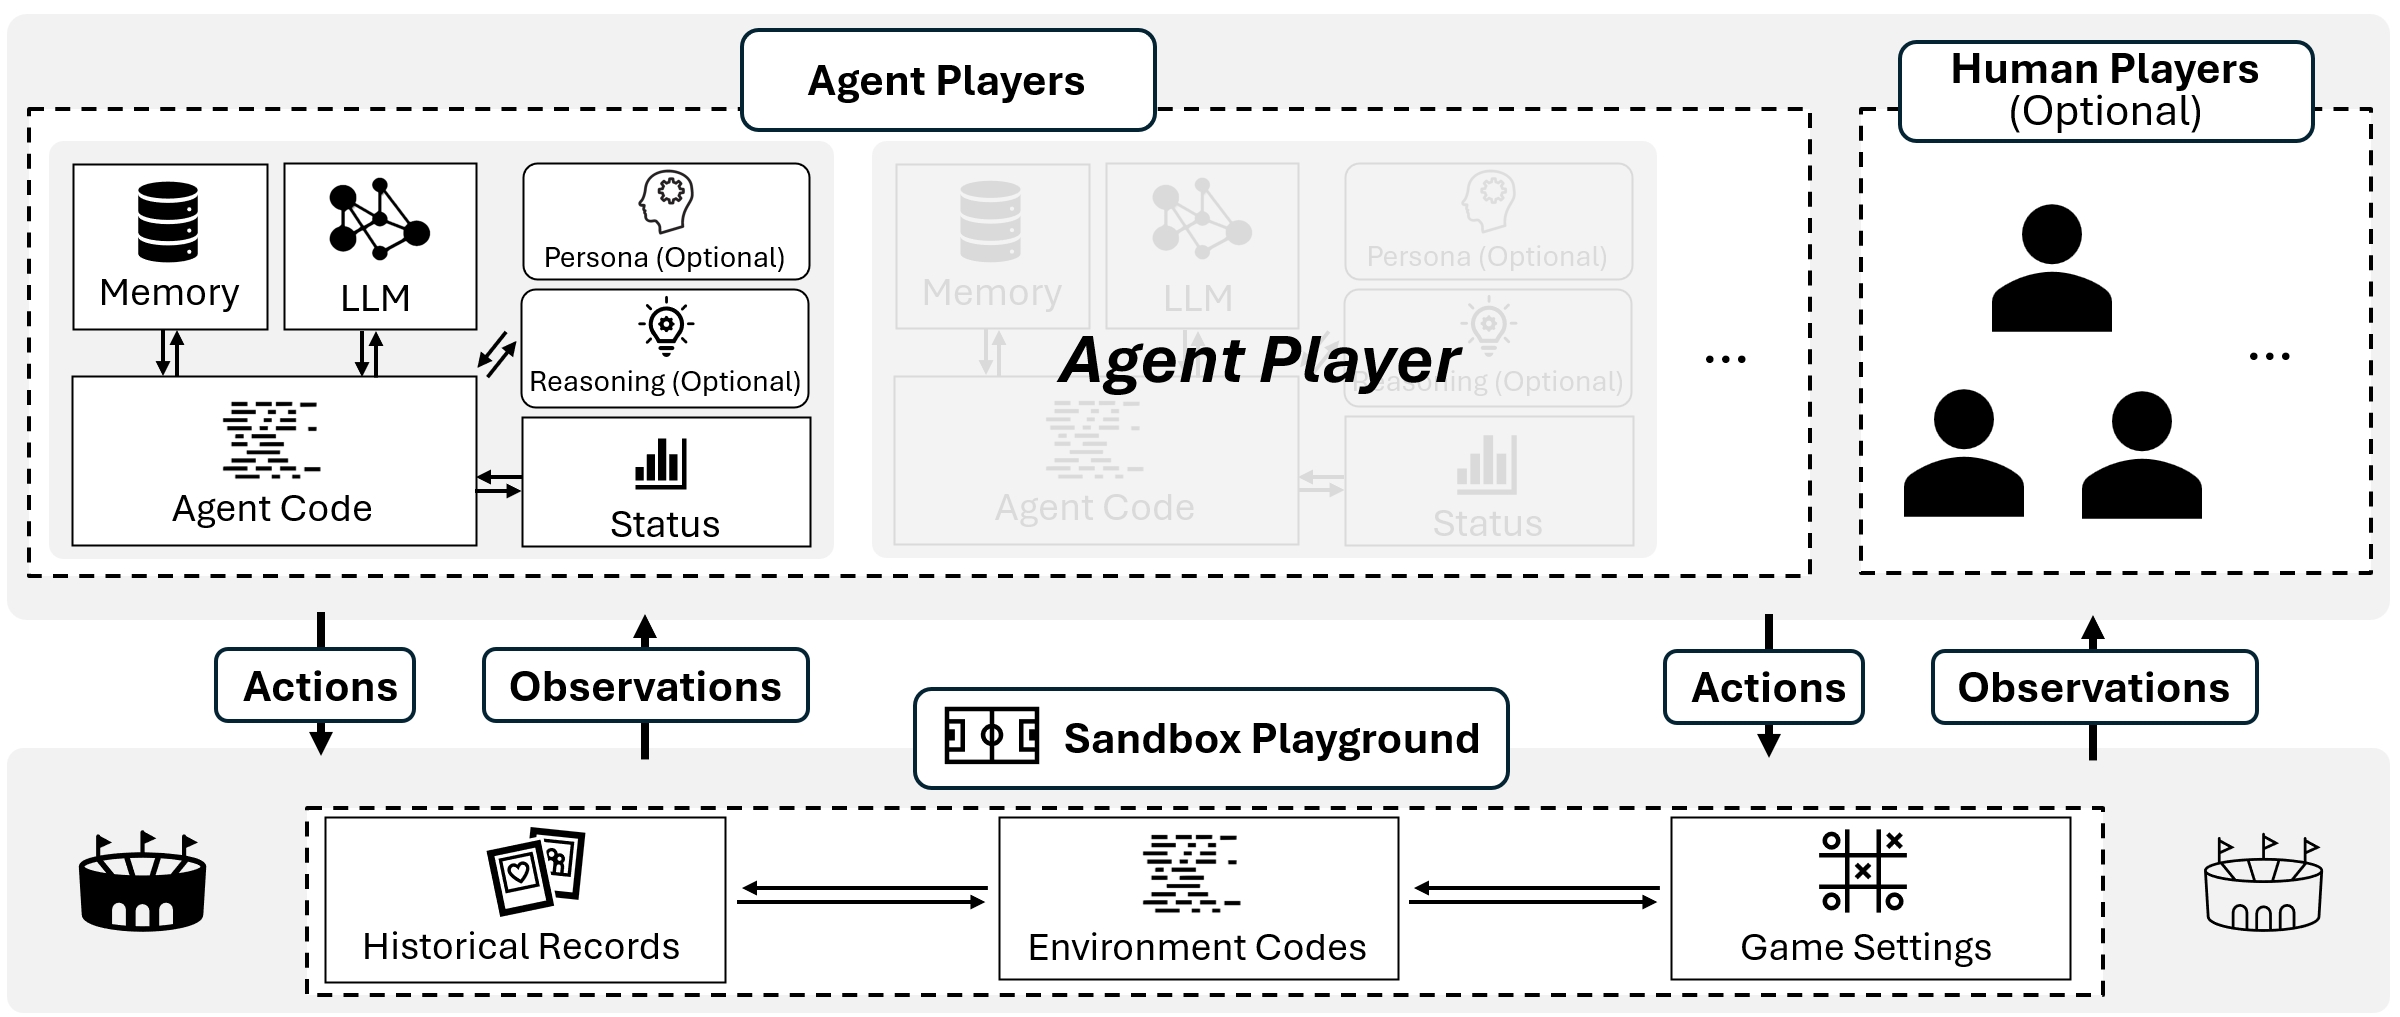 Agent Players
Human Players
(Optional)
Memory
LLM
Persona (Optional)
Reasoning (Optional)
Agent Code
Status
Memory
LLM
Persona (Optional)
Reasoning (Optional)
Agent Player
Agent Code
Status
...
...
Actions
Observations
Actions
Observations
Sandbox Playground
Historical Records
Environment Codes
Game Settings